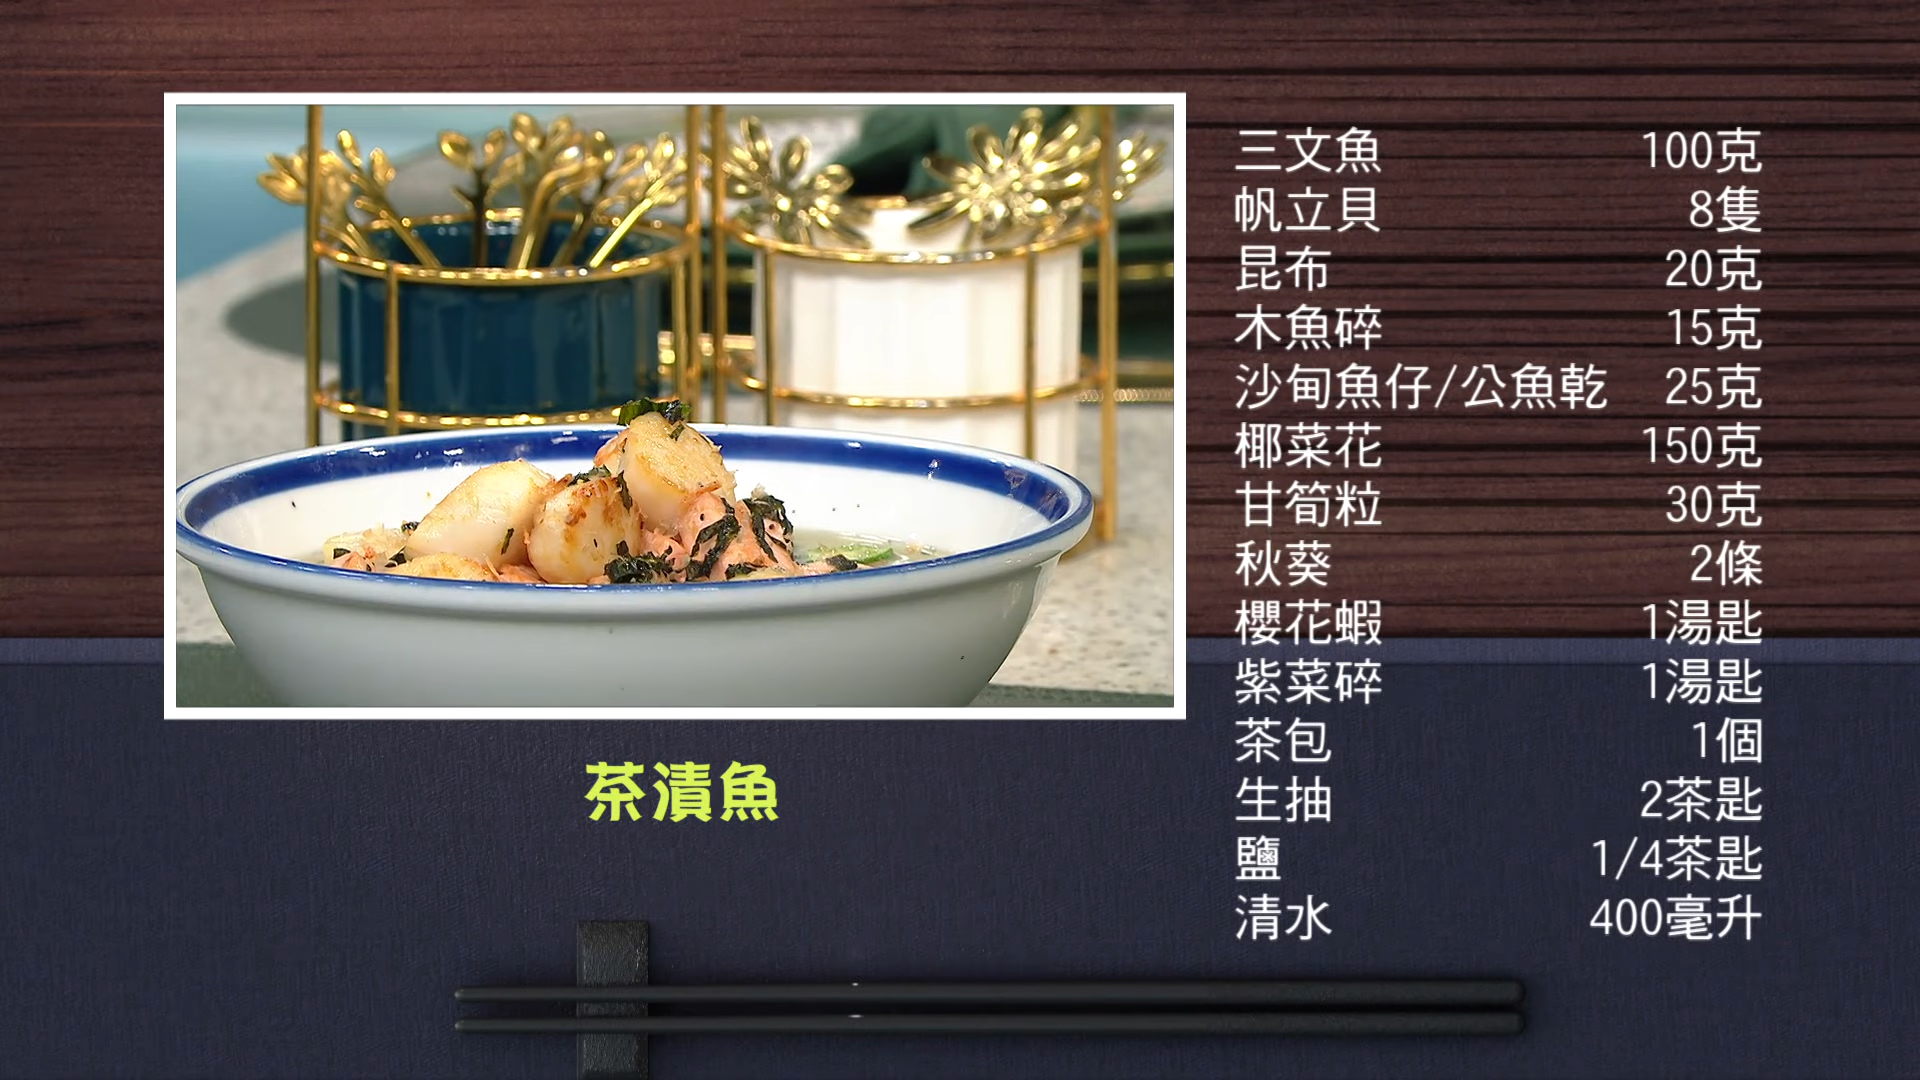 三文魚 100克
帆立貝 8隻
昆布 20克
木魚碎 15克
沙甸魚仔/公魚乾 25克
椰菜花 150克
甘筍粒 30克
秋葵 2條
櫻花蝦 1湯匙
紫菜碎 1湯匙
茶包 1個
生抽 2茶匙
鹽 1/4茶匙
清水 400毫升
茶漬魚